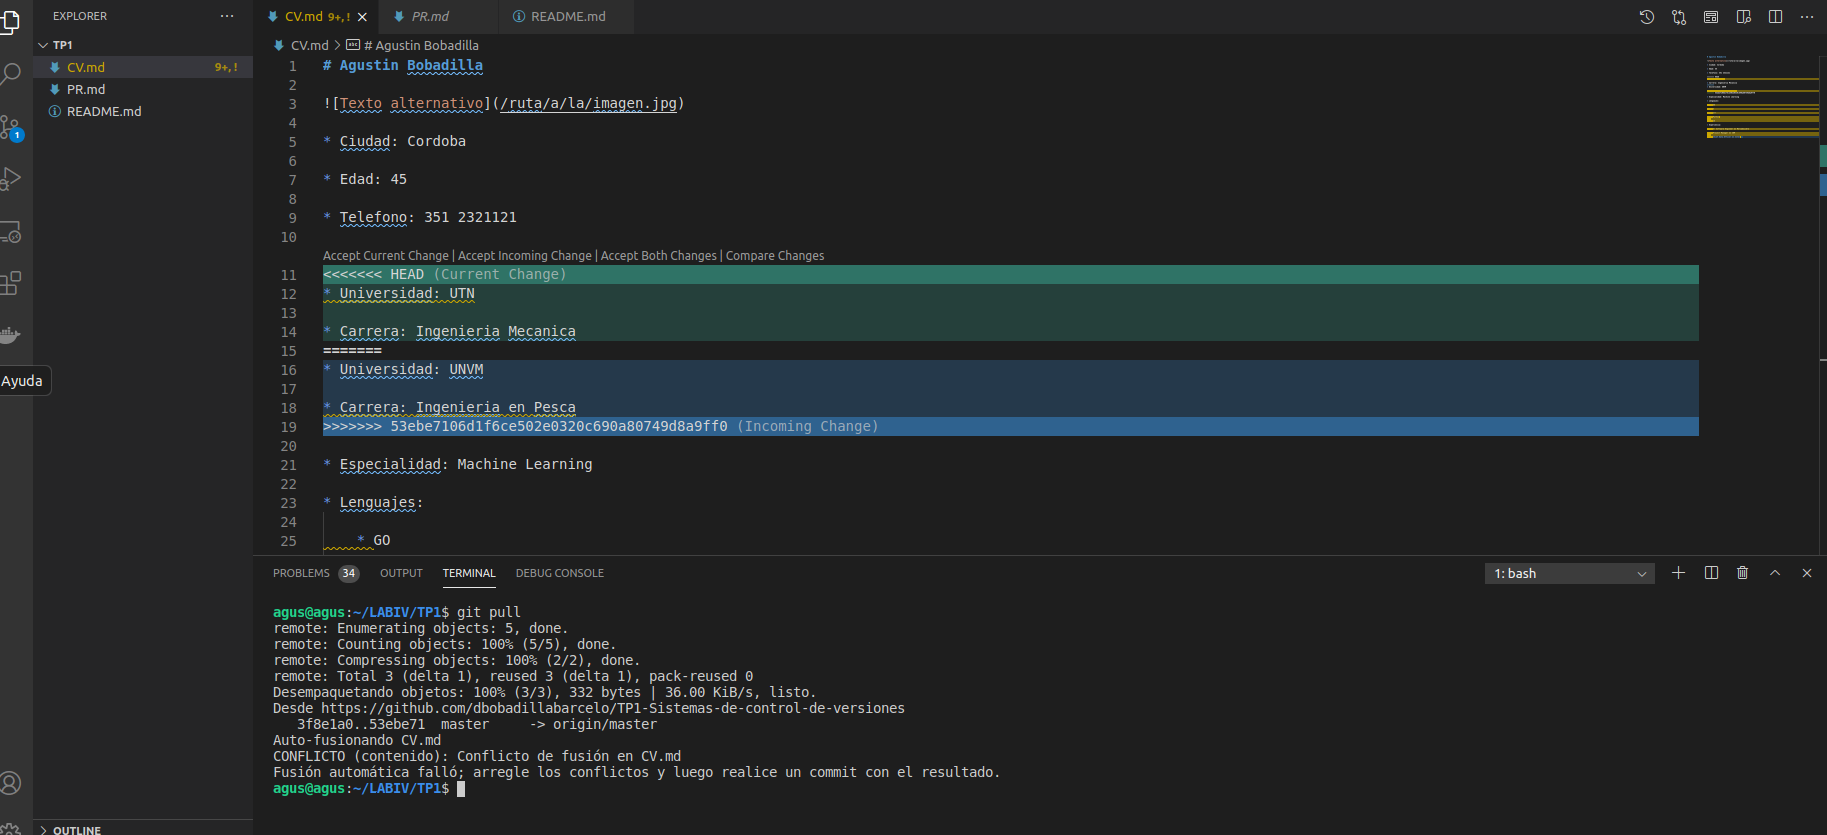 EXPLORER
TP1
CV.md 9+, !
PR.md
README.md
1
Ayuda
OUTLINE
CV.md 9+, !
PR.md
README.md
CV.md > # Agustin Bobadilla
1 # Agustin Bobadilla
2
3 ![Texto alternativo](/ruta/a/la/imagen.jpg)
4
5 * Ciudad: Cordoba
6
7 * Edad: 45
8
9 * Telefono: 351 2321121
10
Accept Current Change | Accept Incoming Change | Accept Both Changes | Compare Changes
11 <<<<<<< HEAD (Current Change)
12 * Universidad: UTN
13
14 * Carrera: Ingenieria Mecanica
15 =======
16 * Universidad: UNVM
17
18 * Carrera: Ingenieria en Pesca
19 >>>>>>> 53ebe7106d1f6ce502e0320c690a80749d8a9ff0 (Incoming Change)
20
21 * Especialidad: Machine Learning
22
23 * Lenguajes:
24
25 * GO
PROBLEMS 34 OUTPUT TERMINAL DEBUG CONSOLE 1: bash
agus@agus:~/LABIV/TP1$ git pull
remote: Enumerating objects: 5, done.
remote: Counting objects: 100% (5/5), done.
remote: Compressing objects: 100% (2/2), done.
remote: Total 3 (delta 1), reused 3 (delta 1), pack-reused 0
Desempaquetando objetos: 100% (3/3), 332 bytes | 36.00 KiB/s, listo.
Desde https://github.com/dbobadillabarcelo/TP1-Sistemas-de-control-de-versiones
3f8e1a0..53ebe71 master -> origin/master
Auto-fusionando CV.md
CONFLICTO (contenido): Conflicto de fusión en CV.md
Fusión automática falló; arregle los conflictos y luego realice un commit con el resultado.
agus@agus:~/LABIV/TP1$